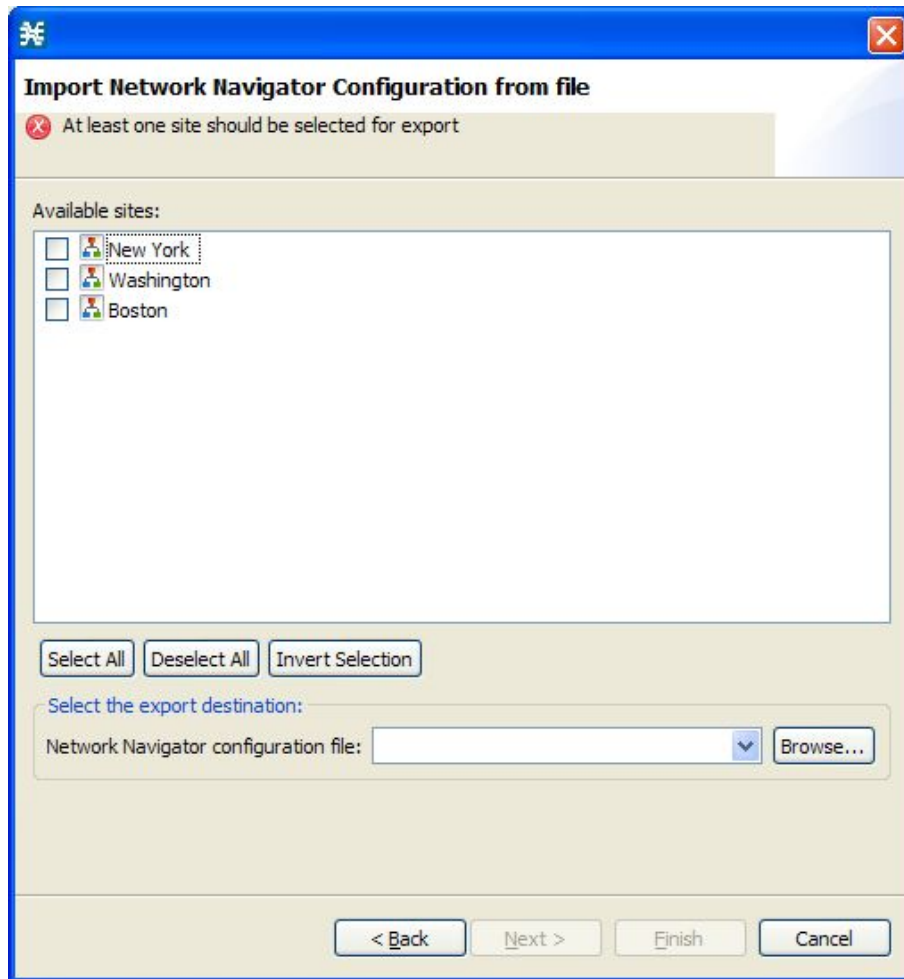 Import Network Navigator Configuration from file
At least one site should be selected for export
Available sites:
New York
Washington
Boston
Select All Deselect All Invert Selection
Select the export destination:
Network Navigator configuration file: Browse...
< Back Next > Finish Cancel